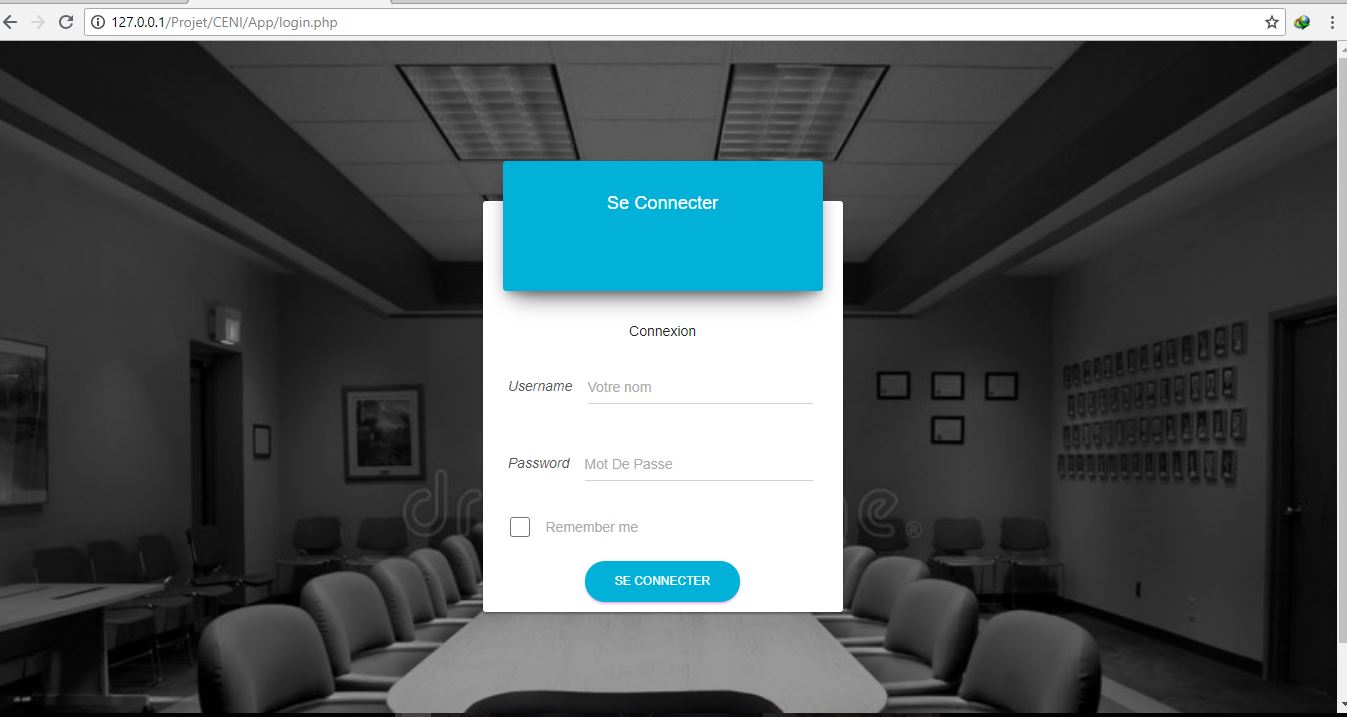 127.0.0.1/Projet/CENI/App/login.php
Se Connecter
Connexion
Username Votre nom
Password Mot De Passe
Remember me
SE CONNECTER